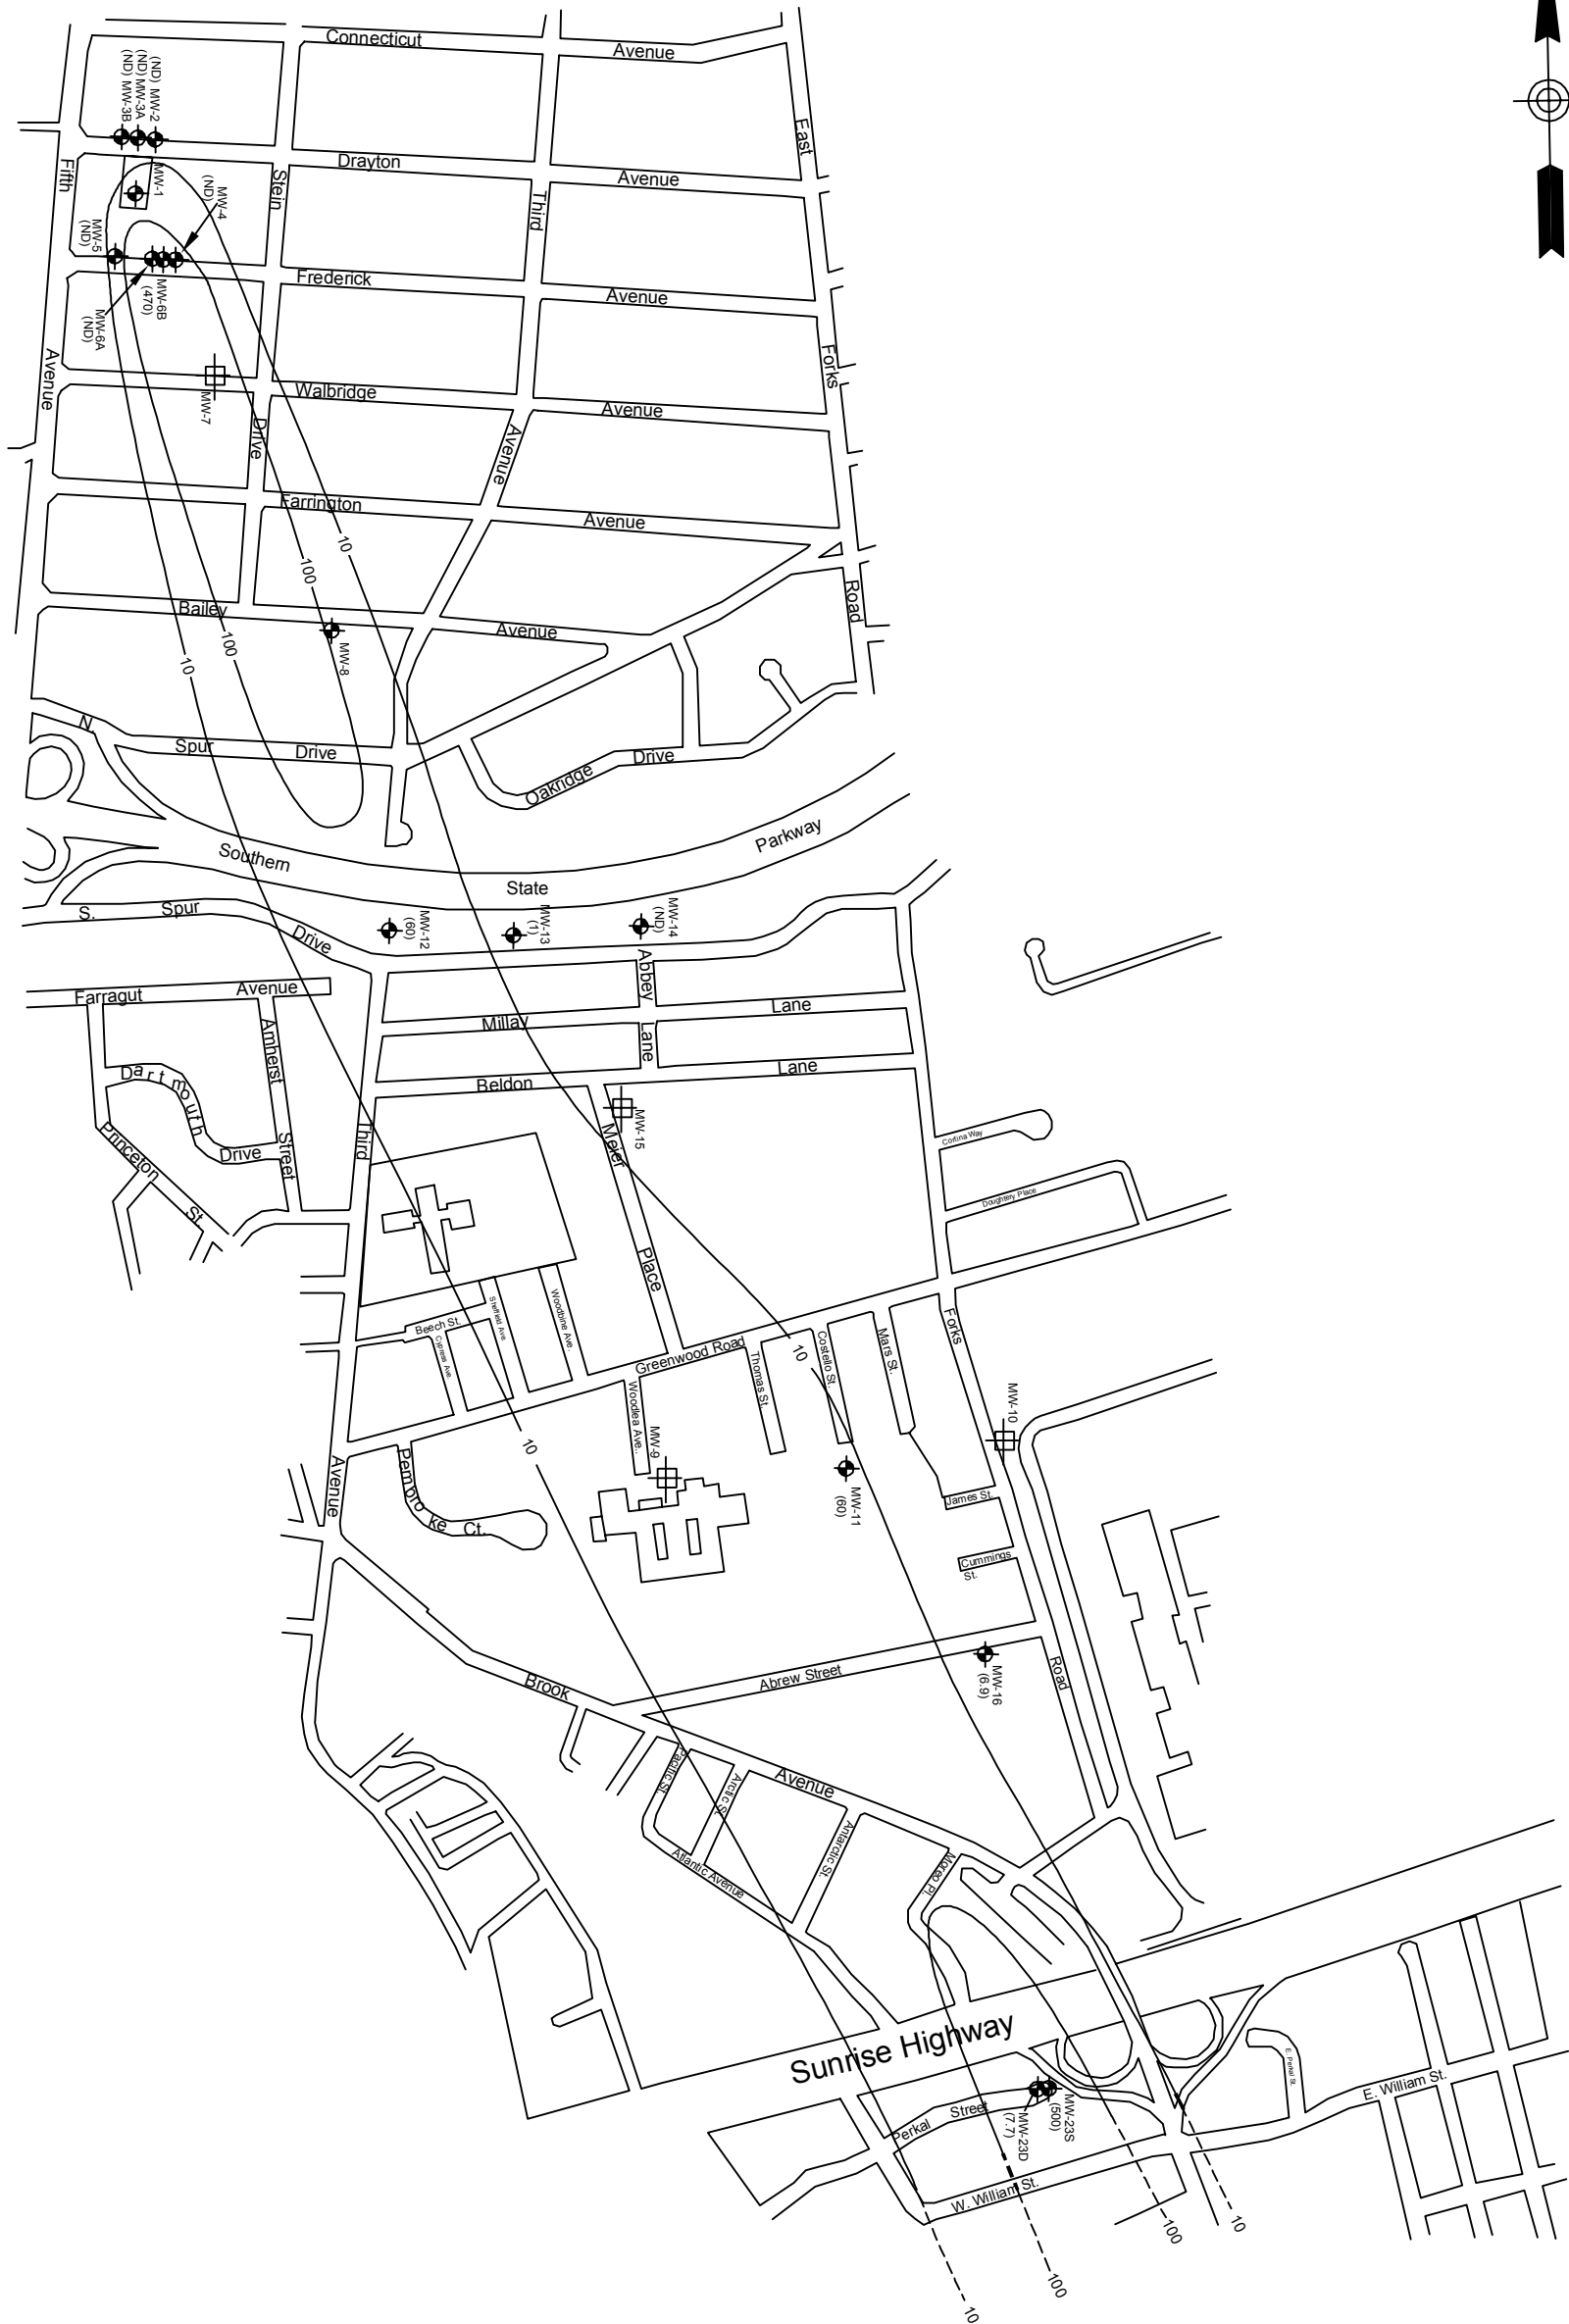 Connecticut
Avenue
(ND) MW-2
(ND) MW-3A
(ND) MW-3B
East
Drayton
Avenue
Fifth
MW-1
Stein
MW-4
(ND)
Third
MW-5
(ND)
Frederick
Avenue
MW-6B
(470)
MW-6A
(ND)
Avenue
Forks
Walbridge
Avenue
MW-7
Drive
Avenue
Farrington
Avenue
10
100
Road
Bailey
Avenue
100
10
MW-8
N.
Spur
Drive
Oakridge
Drive
Southern
State
Parkway
S.
Spur
Drive
MW-12
(60)
MW-13
(1)
MW-14
(ND)
Farragut
Avenue
Abbey
Lane
Millay
Lane
Amherst
Street
Beldon
Lane
Dartmouth
Drive
Princeton
St.
Third
MW-15
Meier
Place
Cortina Way
Doughtery Place
Beech St.
Sheffield Ave.
Woodbine Ave.
Cypress Ave.
Greenwood Road
Thomas St.
10
Costello St.
Mars St.
Forks
MW-10
Woodlea Ave.
MW-9
10
Avenue
Pembroke Ct.
MW-11
(60)
James St.
Cummings
St.
Brook
Abrew Street
MW-16
(6.9)
Road
Pacific St.
Arctic St.
Avenue
Antarctic St.
Atlantic Avenue
Moreo Pl.
Sunrise Highway
Perkal
Street
MW-23S
(500)
MW-23D
(7.7)
E. Perkal St.
E. William St.
W. William St.
10
100
100
10